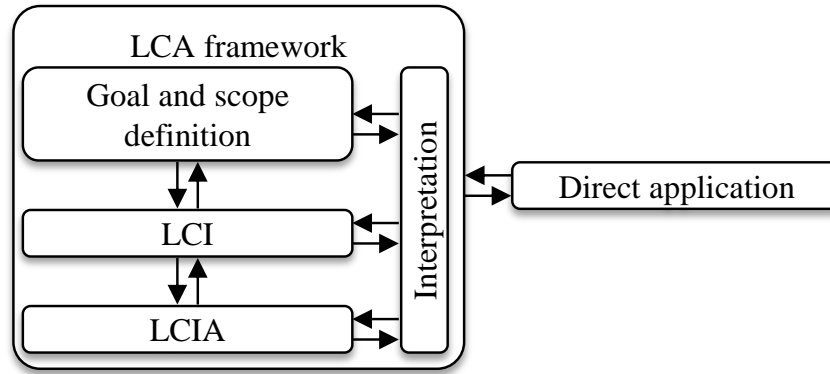 LCA framework
Goal and scope
definition
LCI
LCIA
Interpretation
Direct application